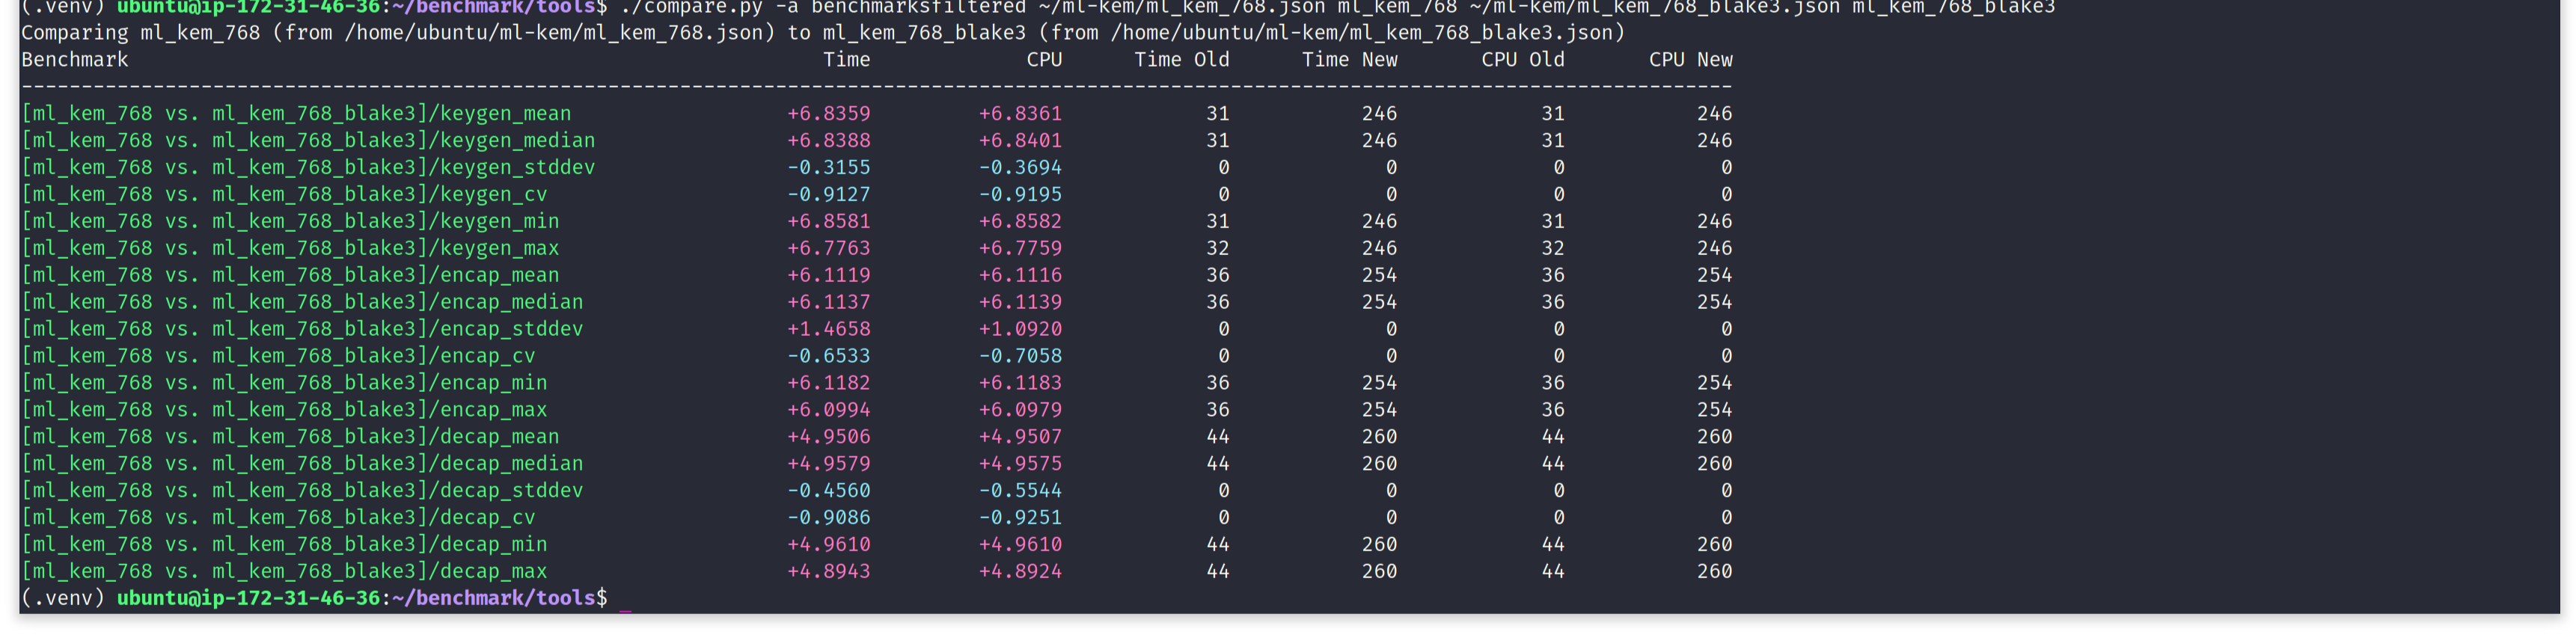 (.venv) ubuntu@ip-172-31-46-36:~/benchmark/tools$ ./compare.py -a benchmarksfiltered ~/ml-kem/ml_kem_768.json ml_kem_768 ~/ml-kem/ml_kem_768_blake3.json ml_kem_768_blake3
Comparing ml_kem_768 (from /home/ubuntu/ml-kem/ml_kem_768.json) to ml_kem_768_blake3 (from /home/ubuntu/ml-kem/ml_kem_768_blake3.json)
Benchmark Time CPU Time Old Time New CPU Old CPU New
------------------------------------------------------------------------------------------------------------------------------------------------
[ml_kem_768 vs. ml_kem_768_blake3]/keygen_mean +6.8359 +6.8361 31 246 31 246
[ml_kem_768 vs. ml_kem_768_blake3]/keygen_median +6.8388 +6.8401 31 246 31 246
[ml_kem_768 vs. ml_kem_768_blake3]/keygen_stddev -0.3155 -0.3694 0 0 0 0
[ml_kem_768 vs. ml_kem_768_blake3]/keygen_cv -0.9127 -0.9195 0 0 0 0
[ml_kem_768 vs. ml_kem_768_blake3]/keygen_min +6.8581 +6.8582 31 246 31 246
[ml_kem_768 vs. ml_kem_768_blake3]/keygen_max +6.7763 +6.7759 32 246 32 246
[ml_kem_768 vs. ml_kem_768_blake3]/encap_mean +6.1119 +6.1116 36 254 36 254
[ml_kem_768 vs. ml_kem_768_blake3]/encap_median +6.1137 +6.1139 36 254 36 254
[ml_kem_768 vs. ml_kem_768_blake3]/encap_stddev +1.4658 +1.0920 0 0 0 0
[ml_kem_768 vs. ml_kem_768_blake3]/encap_cv -0.6533 -0.7058 0 0 0 0
[ml_kem_768 vs. ml_kem_768_blake3]/encap_min +6.1182 +6.1183 36 254 36 254
[ml_kem_768 vs. ml_kem_768_blake3]/encap_max +6.0994 +6.0979 36 254 36 254
[ml_kem_768 vs. ml_kem_768_blake3]/decap_mean +4.9506 +4.9507 44 260 44 260
[ml_kem_768 vs. ml_kem_768_blake3]/decap_median +4.9579 +4.9575 44 260 44 260
[ml_kem_768 vs. ml_kem_768_blake3]/decap_stddev -0.4560 -0.5544 0 0 0 0
[ml_kem_768 vs. ml_kem_768_blake3]/decap_cv -0.9086 -0.9251 0 0 0 0
[ml_kem_768 vs. ml_kem_768_blake3]/decap_min +4.9610 +4.9610 44 260 44 260
[ml_kem_768 vs. ml_kem_768_blake3]/decap_max +4.8943 +4.8924 44 260 44 260
(.venv) ubuntu@ip-172-31-46-36:~/benchmark/tools$ _